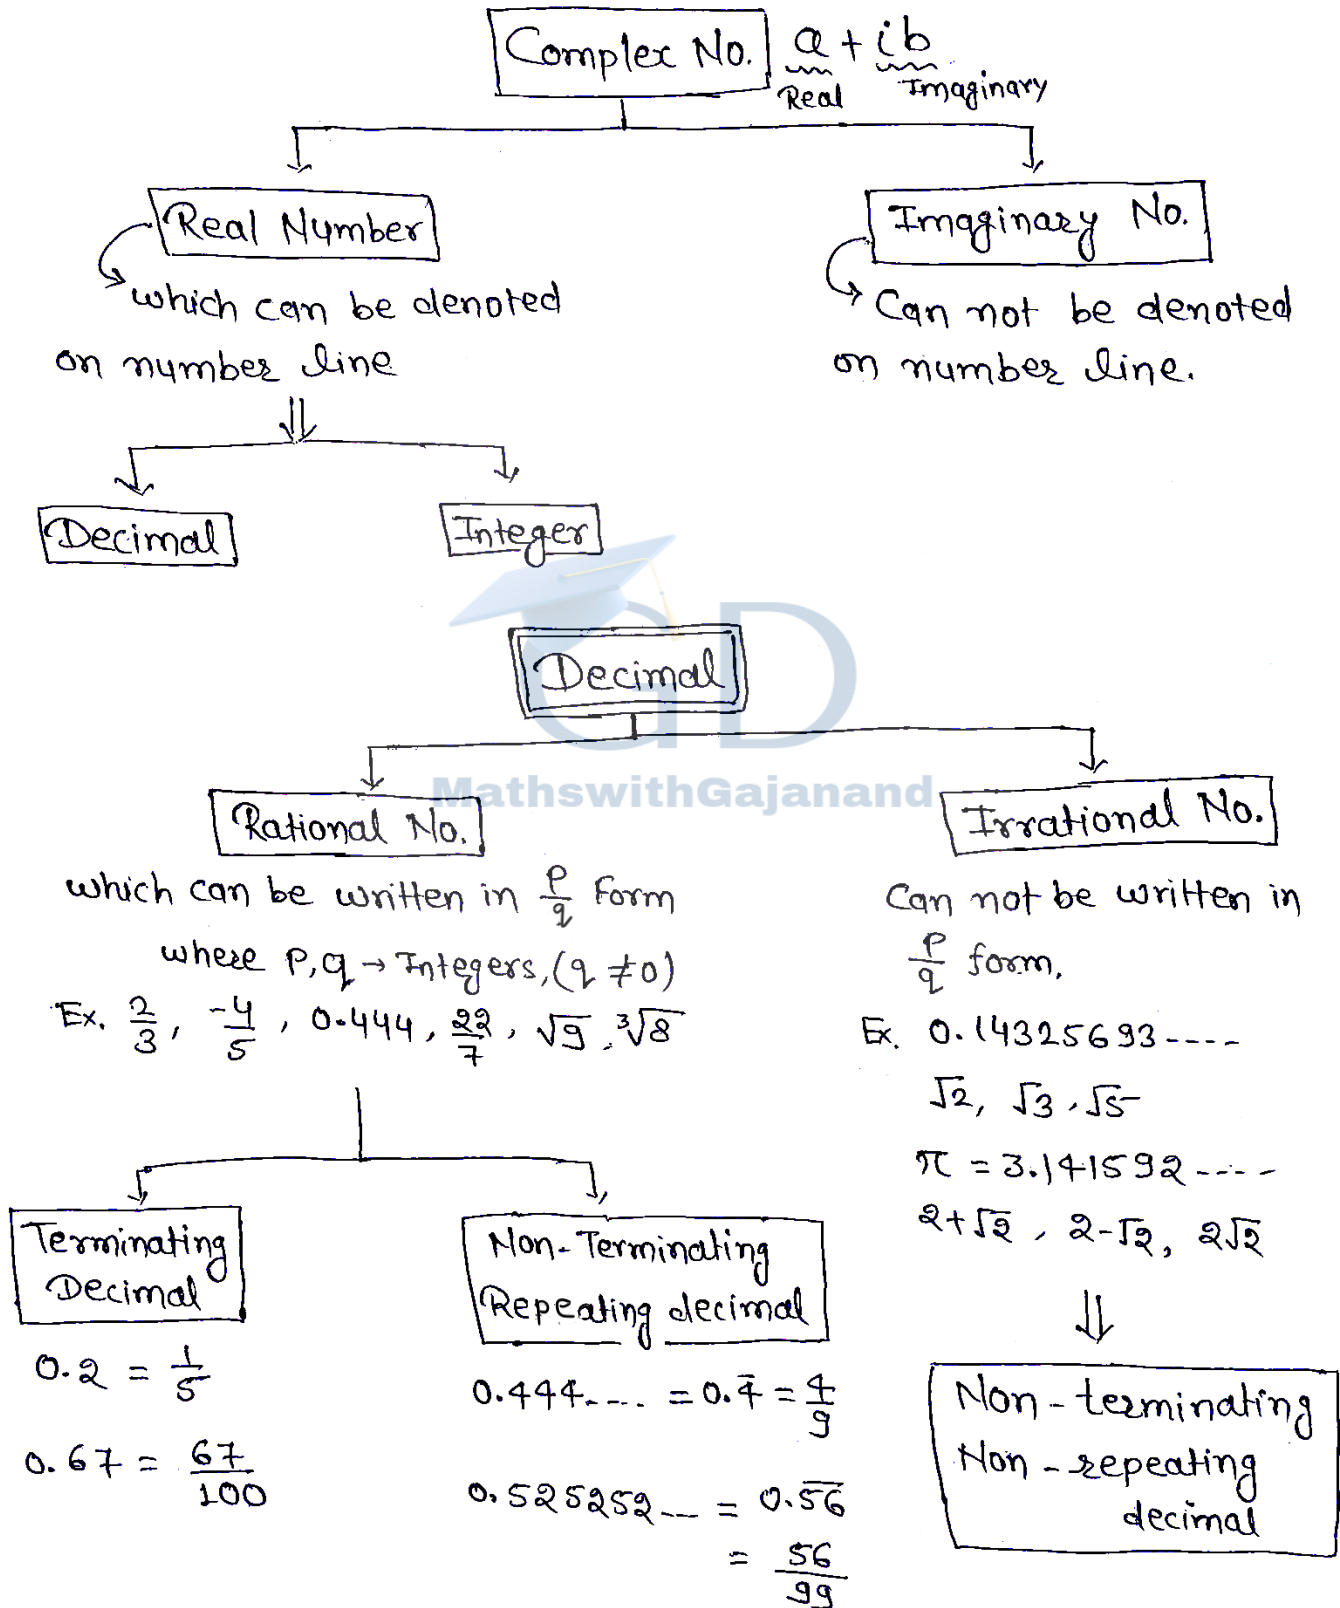 Complex No. a + ib
Real Imaginary
Real Number
which can be denoted
on number line
Imaginary No.
Can not be denoted
on number line.
Decimal
Integer
GD
MathswithGajanand
Decimal
Rational No.
which can be written in p/q form
where P,q → Integers, (q ≠ 0)
Ex. 2/3, -4/5, 0.444, 22/7, √9, ³√8
Irrational No.
Can not be written in
p/q form.
Ex. 0.14325693----
√2, √3, √5
π = 3.141592----
2+√2, 2-√2, 2√2
Terminating
Decimal
0.2 = 1/5
0.67 = 67/100
Non-Terminating
Repeating decimal
0.444.---. = 0.4̅ = 4/9
0.525252--- = 0.5̅6̅
= 56/99
Non-terminating
Non-repeating
decimal